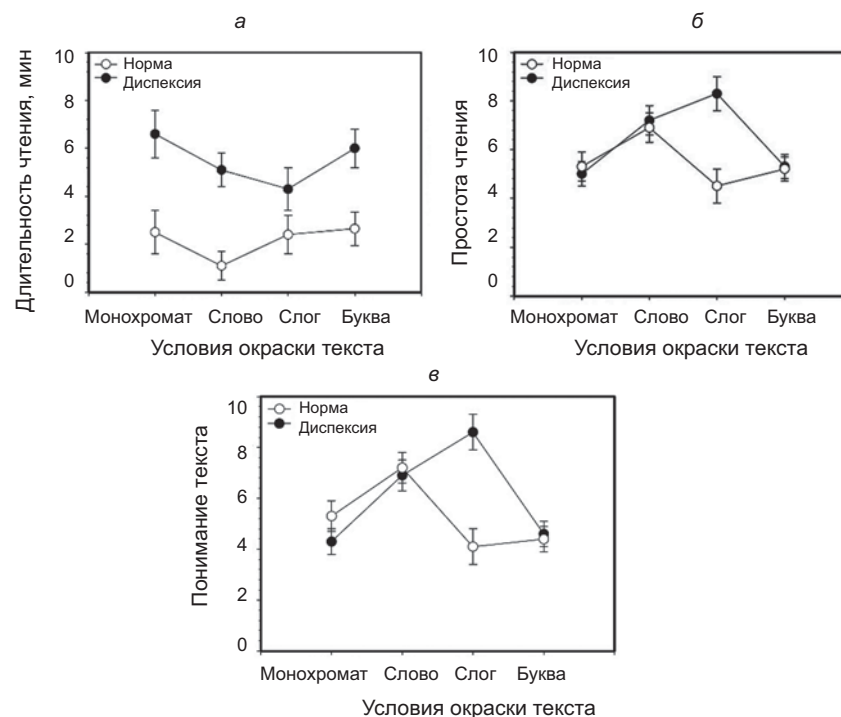 а
Длительность чтения, мин
10
8
6
4
2
0
Норма
Диспексия
Монохромат Слово Слог Буква
Условия окраски текста
б
Простота чтения
10
8
6
4
2
0
Норма
Диспексия
Монохромат Слово Слог Буква
Условия окраски текста
в
Понимание текста
10
8
6
4
2
0
Норма
Диспексия
Монохромат Слово Слог Буква
Условия окраски текста